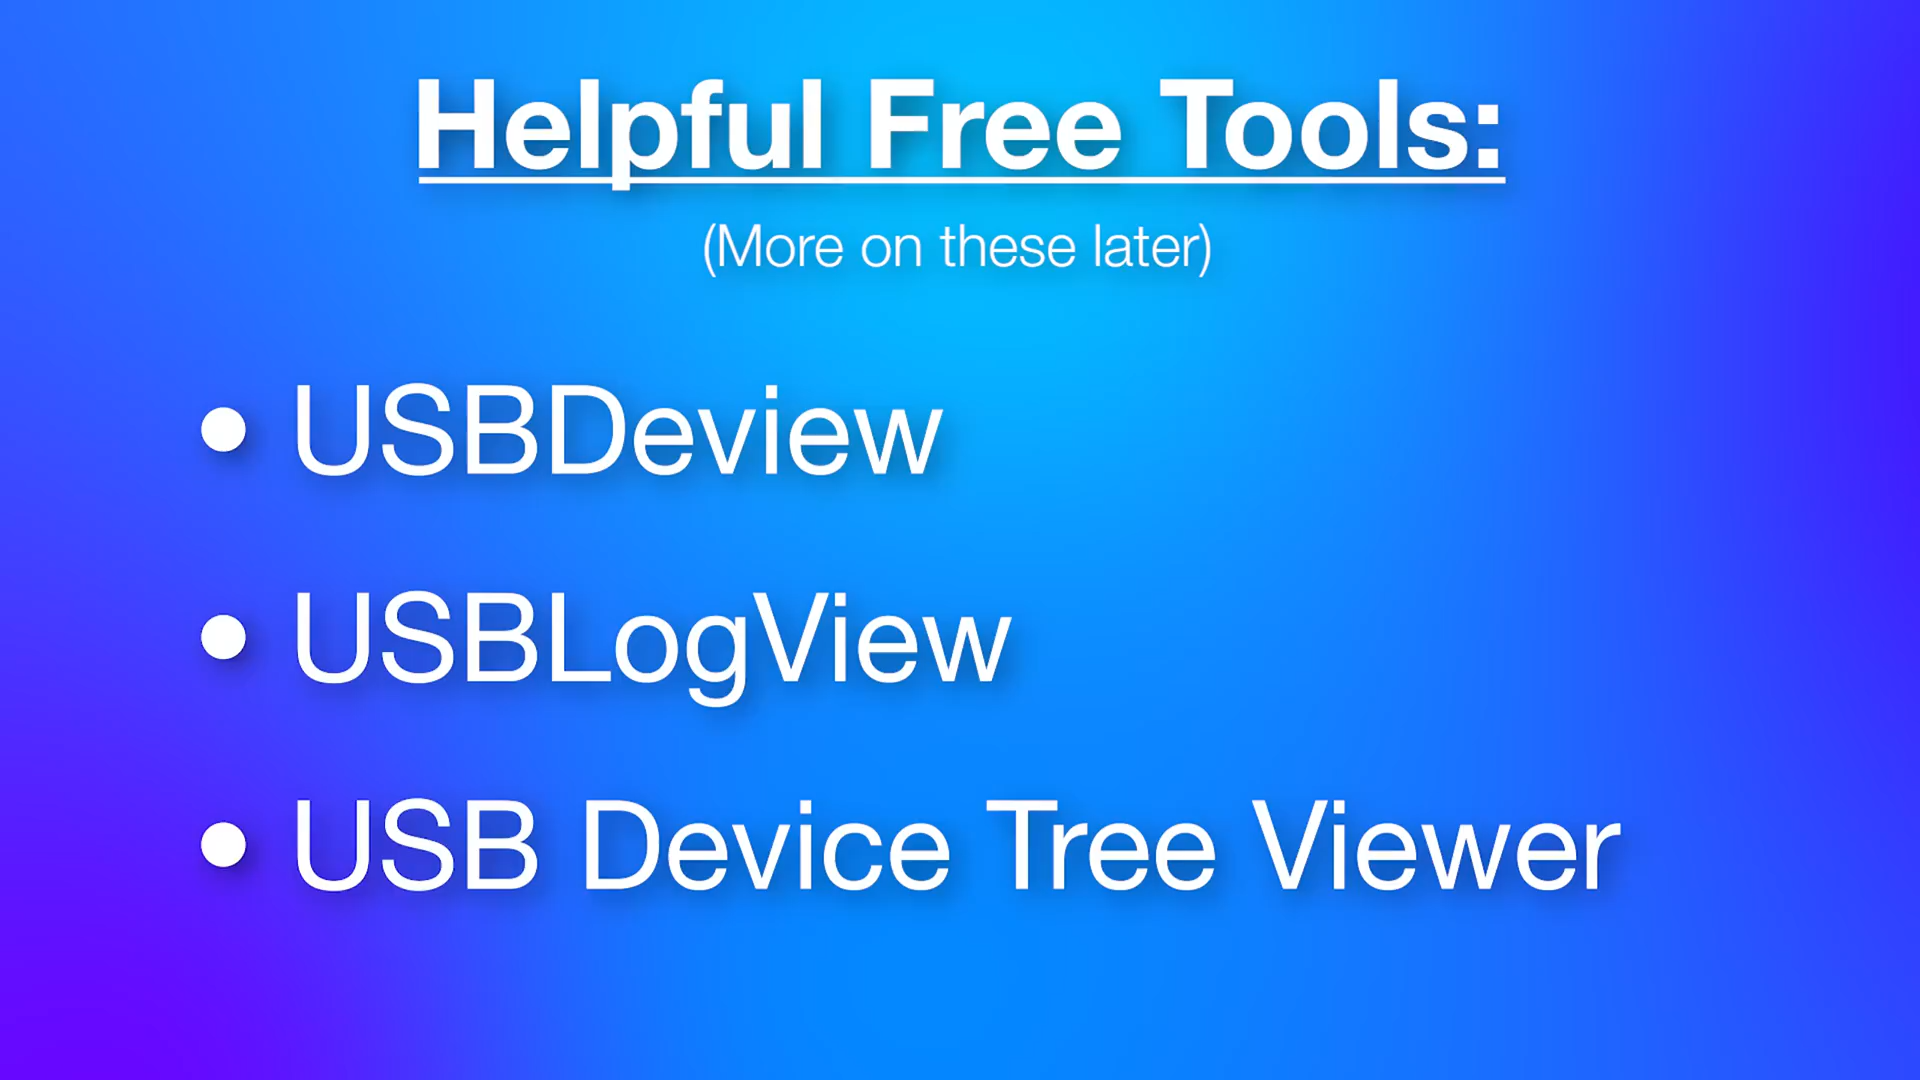 Helpful Free Tools:
(More on these later)
• USBDeview
• USBLogView
• USB Device Tree Viewer